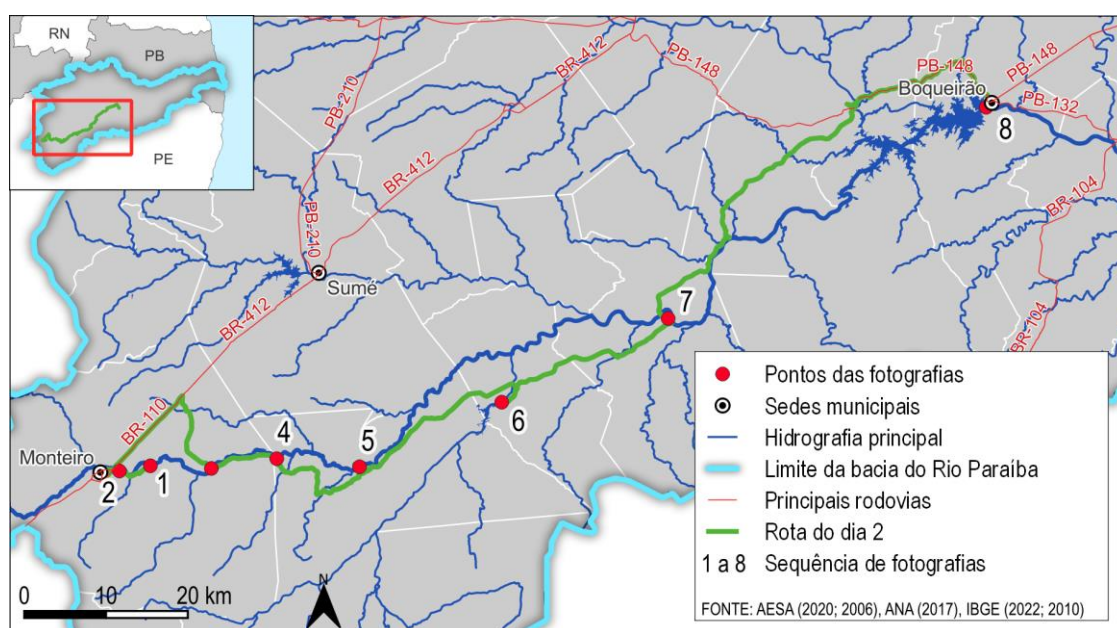 RN
PB
PE
PB-210
BR-412
PB-148
PB-148
PB-148
Boqueirão
PB-132
8
BR-412
PB-210
BR-104
Sumé
BR-412
7
BR-104
BR-110
6
4
5
Monteiro
2
1
Pontos das fotografias
Sedes municipais
Hidrografia principal
Limite da bacia do Rio Paraíba
Principais rodovias
Rota do dia 2
1 a 8 Sequência de fotografias
FONTE: AESA (2020; 2006), ANA (2017), IBGE (2022; 2010)
0 10 20 km
N